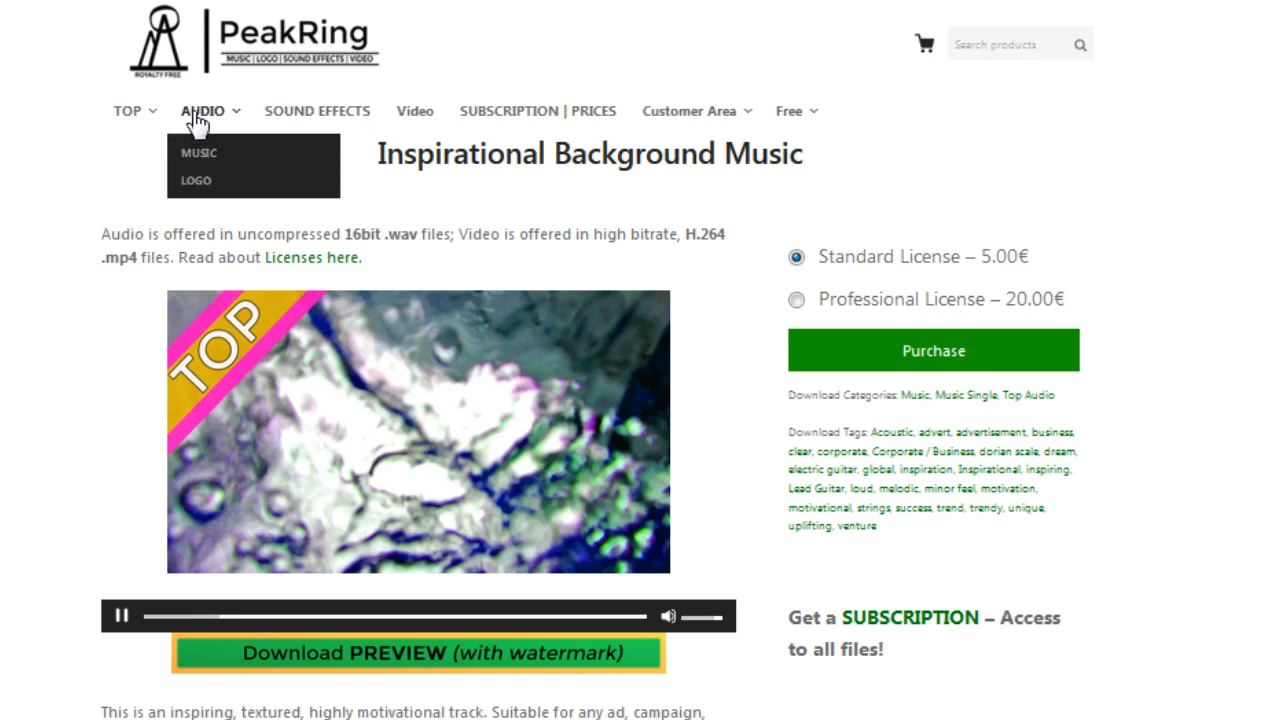 PeakRing
MUSIC | LOGO | SOUND EFFECTS | VIDEO
ROYALTY FREE
Search products
TOP AUDIO SOUND EFFECTS Video SUBSCRIPTION | PRICES Customer Area Free
MUSIC
LOGO
Inspirational Background Music
Audio is offered in uncompressed 16bit .wav files; Video is offered in high bitrate, H.264
.mp4 files. Read about Licenses here.
TOP
Download PREVIEW (with watermark)
This is an inspiring, textured, highly motivational track. Suitable for any ad, campaign,
Standard License – 5.00€
Professional License – 20.00€
Purchase
Download Categories: Music, Music Single, Top Audio
Download Tags: Acoustic, advert, advertisement, business,
clear, corporate, Corporate / Business, dorian scale, dream,
electric guitar, global, inspiration, Inspirational, inspiring,
Lead Guitar, loud, melodic, minor feel, motivation,
motivational, strings, success, trend, trendy, unique,
uplifting, venture
Get a SUBSCRIPTION – Access
to all files!